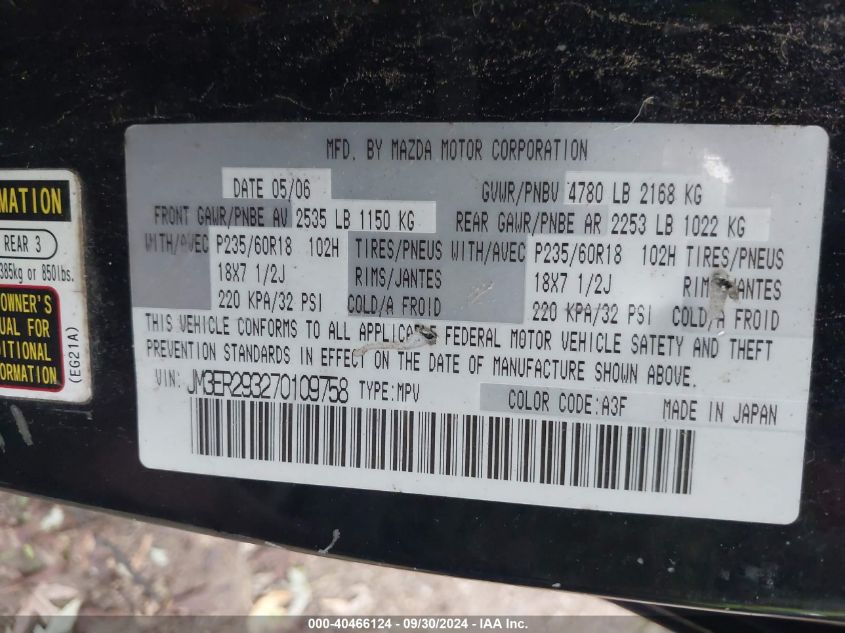 MATION
REAR 3
385kg or 850lbs.
OWNER'S
UAL FOR
DITIONAL
ORMATION
(EG21A)
MFD. BY MAZDA MOTOR CORPORATION
DATE 05/06 GVWR/PNBV 4780 LB 2168 KG
FRONT GAWR/PNBE AV 2535 LB 1150 KG REAR GAWR/PNBE AR 2253 LB 1022 KG
WITH/AVEC P235/60R18 102H TIRES/PNEUS WITH/AVEC P235/60R18 102H TIRES/PNEUS
18X7 1/2J RIMS/JANTES 18X7 1/2J RIMS/JANTES
220 KPA/32 PSI COLD/A FROID 220 KPA/32 PSI COLD/A FROID
THIS VEHICLE CONFORMS TO ALL APPLICABLE FEDERAL MOTOR VEHICLE SAFETY AND THEFT
PREVENTION STANDARDS IN EFFECT ON THE DATE OF MANUFACTURE SHOWN ABOVE.
VIN: JM3ER293270109758 TYPE:MPV COLOR CODE:A3F MADE IN JAPAN
000-40466124 - 09/30/2024 - IAA Inc.